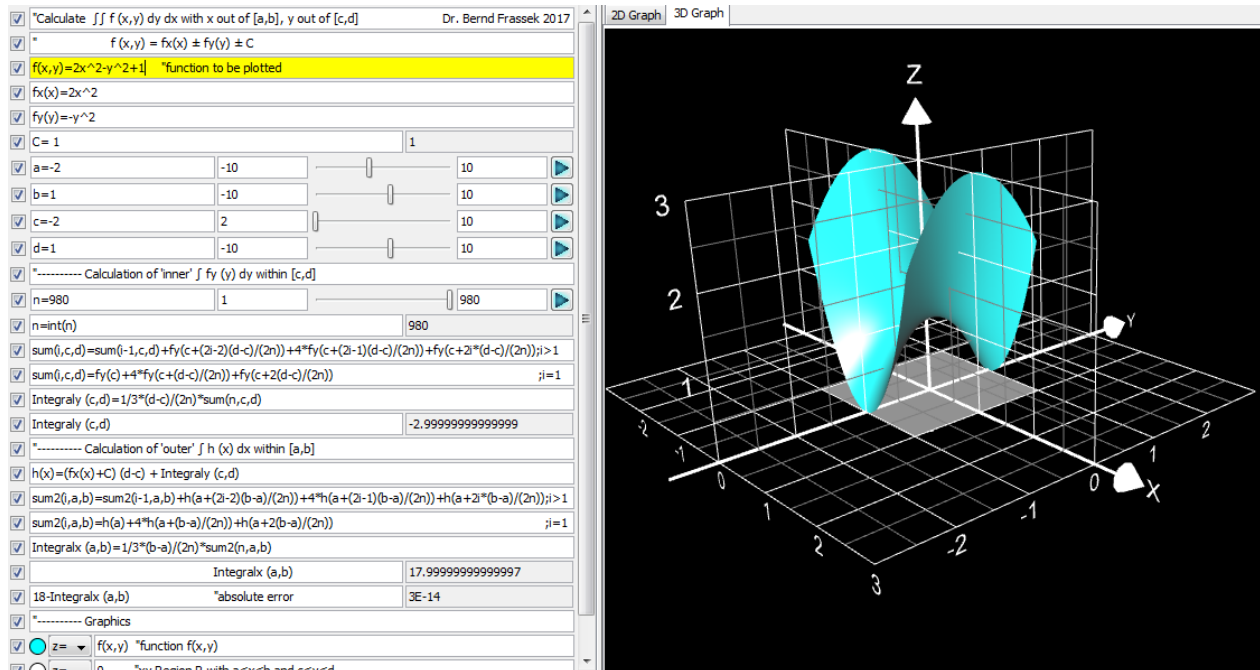 "Calculate ∫∫ f (x,y) dy dx with x out of [a,b], y out of [c,d] Dr. Bernd Frassek 2017
" f (x,y) = fx(x) ± fy(y) ± C
f(x,y)=2x^2-y^2+1 "function to be plotted
fx(x)=2x^2
fy(y)=-y^2
C= 1 1
a=-2 -10 10
b=1 -10 10
c=-2 2 10
d=1 -10 10
"---------- Calculation of 'inner' ∫ fy (y) dy within [c,d]
n=980 1 980
n=int(n) 980
sum(i,c,d)=sum(i-1,c,d)+fy(c+(2i-2)(d-c)/(2n))+4*fy(c+(2i-1)(d-c)/(2n))+fy(c+2i*(d-c)/(2n));i>1
sum(i,c,d)=fy(c)+4*fy(c+(d-c)/(2n))+fy(c+2(d-c)/(2n)) ;i=1
Integraly (c,d)=1/3*(d-c)/(2n)*sum(n,c,d)
Integraly (c,d) -2.99999999999999
"---------- Calculation of 'outer' ∫ h (x) dx within [a,b]
h(x)=(fx(x)+C) (d-c) + Integraly (c,d)
sum2(i,a,b)=sum2(i-1,a,b)+h(a+(2i-2)(b-a)/(2n))+4*h(a+(2i-1)(b-a)/(2n))+h(a+2i*(b-a)/(2n));i>1
sum2(i,a,b)=h(a)+4*h(a+(b-a)/(2n))+h(a+2(b-a)/(2n)) ;i=1
Integralx (a,b)=1/3*(b-a)/(2n)*sum2(n,a,b)
Integralx (a,b) 17.99999999999997
18-Integralx (a,b) "absolute error 3E-14
"---------- Graphics
z= f(x,y) "function f(x,y)
2D Graph 3D Graph
Z
3
2
1
Y
X
-2
-1
0
1
2
3
-2
-1
0
1
2